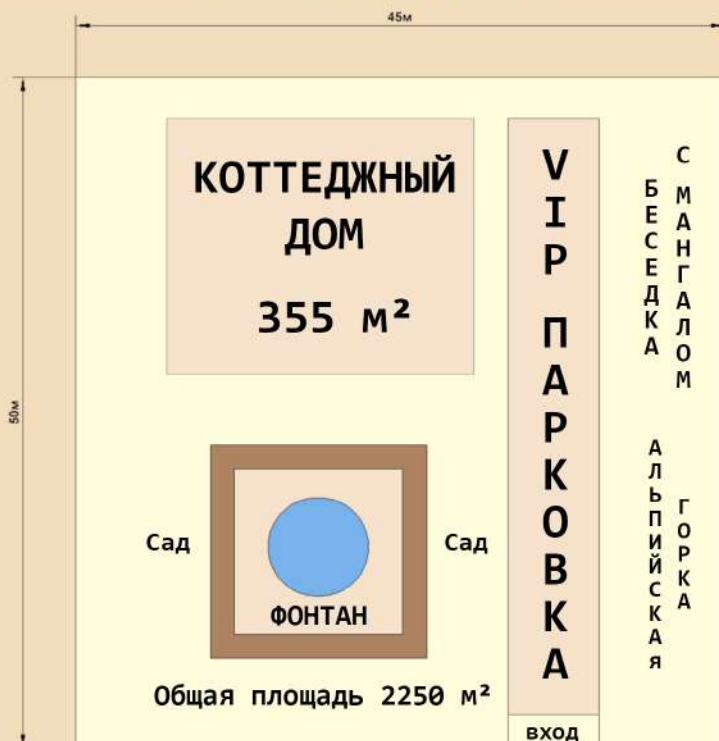 45м
50м
КОТТЕДЖНЫЙ
ДОМ
355 м²
VIP ПАРКОВКА
БЕСЕДКА
С МАНГАЛОМ
АЛЬПИЙСКАЯ
ГОРКА
Сад
ФОНТАН
Сад
Общая площадь 2250 м²
вход